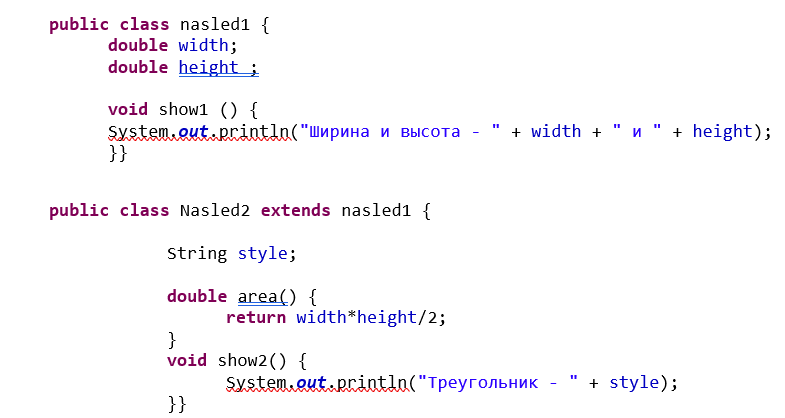 public class nasled1 {
double width;
double height ;
void show1 () {
System.out.println("Ширина и высота - " + width + " и " + height);
}}
public class Nasled2 extends nasled1 {
String style;
double area() {
return width*height/2;
}
void show2() {
System.out.println("Треугольник - " + style);
}}